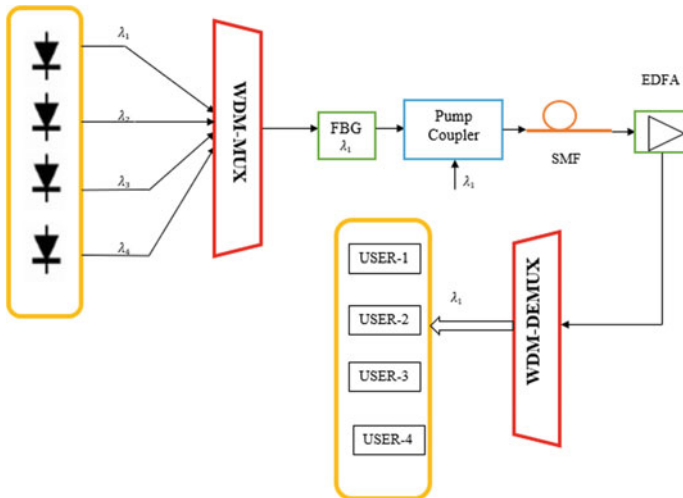 λ₁
λ₂
λ₃
λ₄
WDM-MUX
FBG
λ₁
Pump
Coupler
λ₁
SMF
EDFA
USER-1
USER-2
USER-3
USER-4
λ₁
WDM-DEMUX